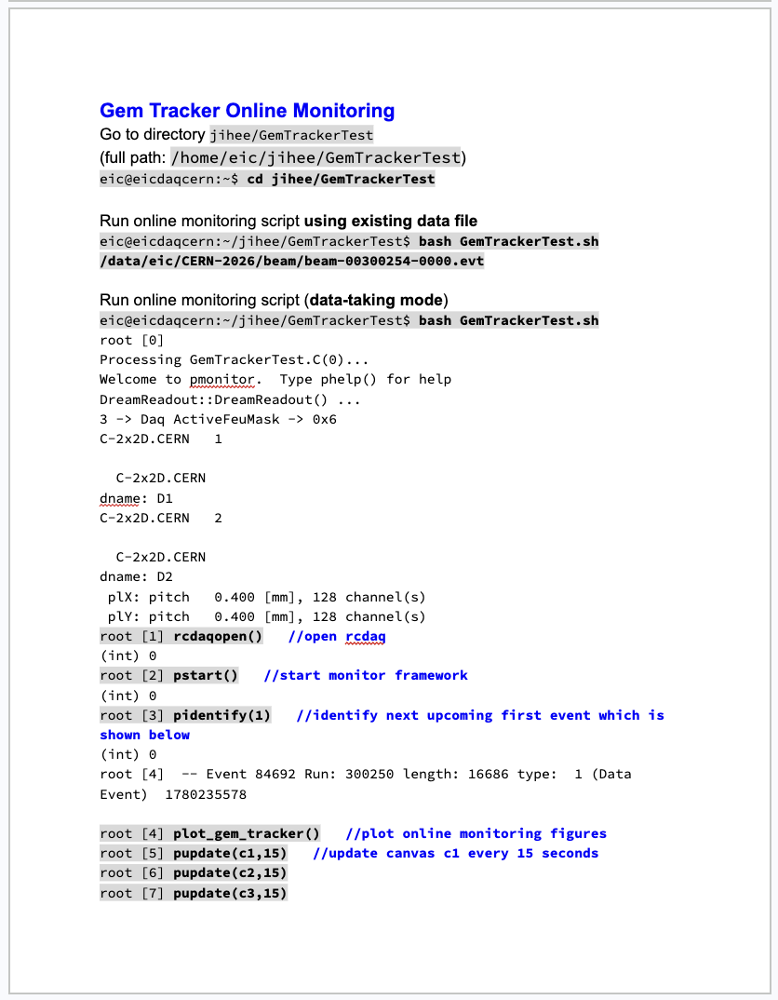 Gem Tracker Online Monitoring
Go to directory jihee/GemTrackerTest
(full path: /home/eic/jihee/GemTrackerTest)
eic@eicdaqcern:~$ cd jihee/GemTrackerTest
Run online monitoring script using existing data file
eic@eicdaqcern:~/jihee/GemTrackerTest$ bash GemTrackerTest.sh
/data/eic/CERN-2026/beam/beam-00300254-0000.evt
Run online monitoring script (data-taking mode)
eic@eicdaqcern:~/jihee/GemTrackerTest$ bash GemTrackerTest.sh
root [0]
Processing GemTrackerTest.C(0)...
Welcome to pmonitor.  Type phelp() for help
DreamReadout::DreamReadout() ...
3 -> Daq ActiveFeuMask -> 0x6
C-2x2D.CERN   1
  C-2x2D.CERN
dname: D1
C-2x2D.CERN   2
  C-2x2D.CERN
dname: D2
 plX: pitch   0.400 [mm], 128 channel(s)
 plY: pitch   0.400 [mm], 128 channel(s)
root [1] rcdaqopen()   //open rcdaq
(int) 0
root [2] pstart()   //start monitor framework
(int) 0
root [3] pidentify(1)   //identify next upcoming first event which is
shown below
(int) 0
root [4]  -- Event 84692 Run: 300250 length: 16686 type:  1 (Data
Event)  1780235578
root [4] plot_gem_tracker()   //plot online monitoring figures
root [5] pupdate(c1,15)   //update canvas c1 every 15 seconds
root [6] pupdate(c2,15)
root [7] pupdate(c3,15)